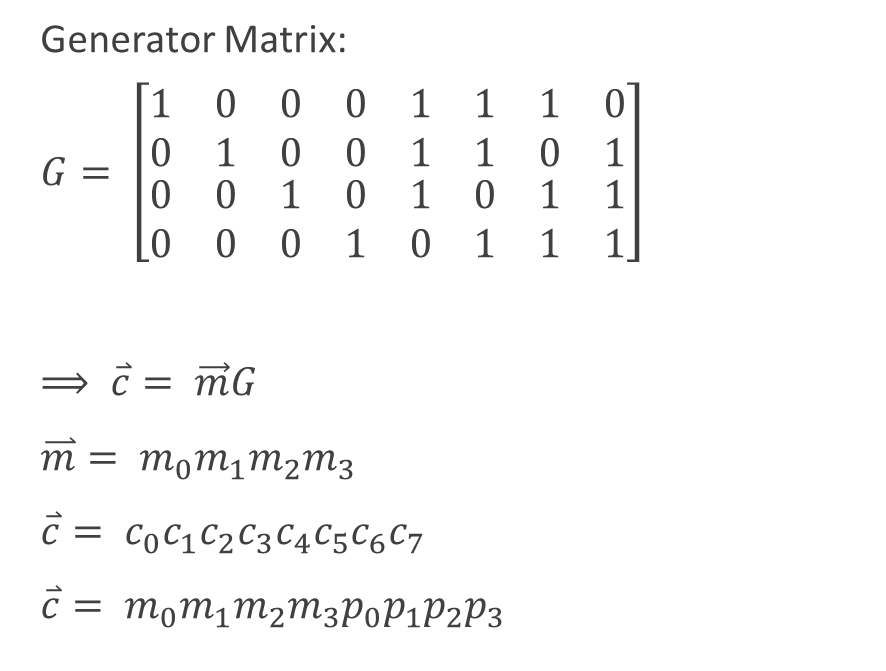 Generator Matrix:
G = [1 0 0 0 1 1 1 0
0 1 0 0 1 1 0 1
0 0 1 0 1 0 1 1
0 0 0 1 0 1 1 1]
⟹ c⃗ = m⃗G
m⃗ = m₀m₁m₂m₃
c⃗ = c₀c₁c₂c₃c₄c₅c₆c₇
c⃗ = m₀m₁m₂m₃p₀p₁p₂p₃